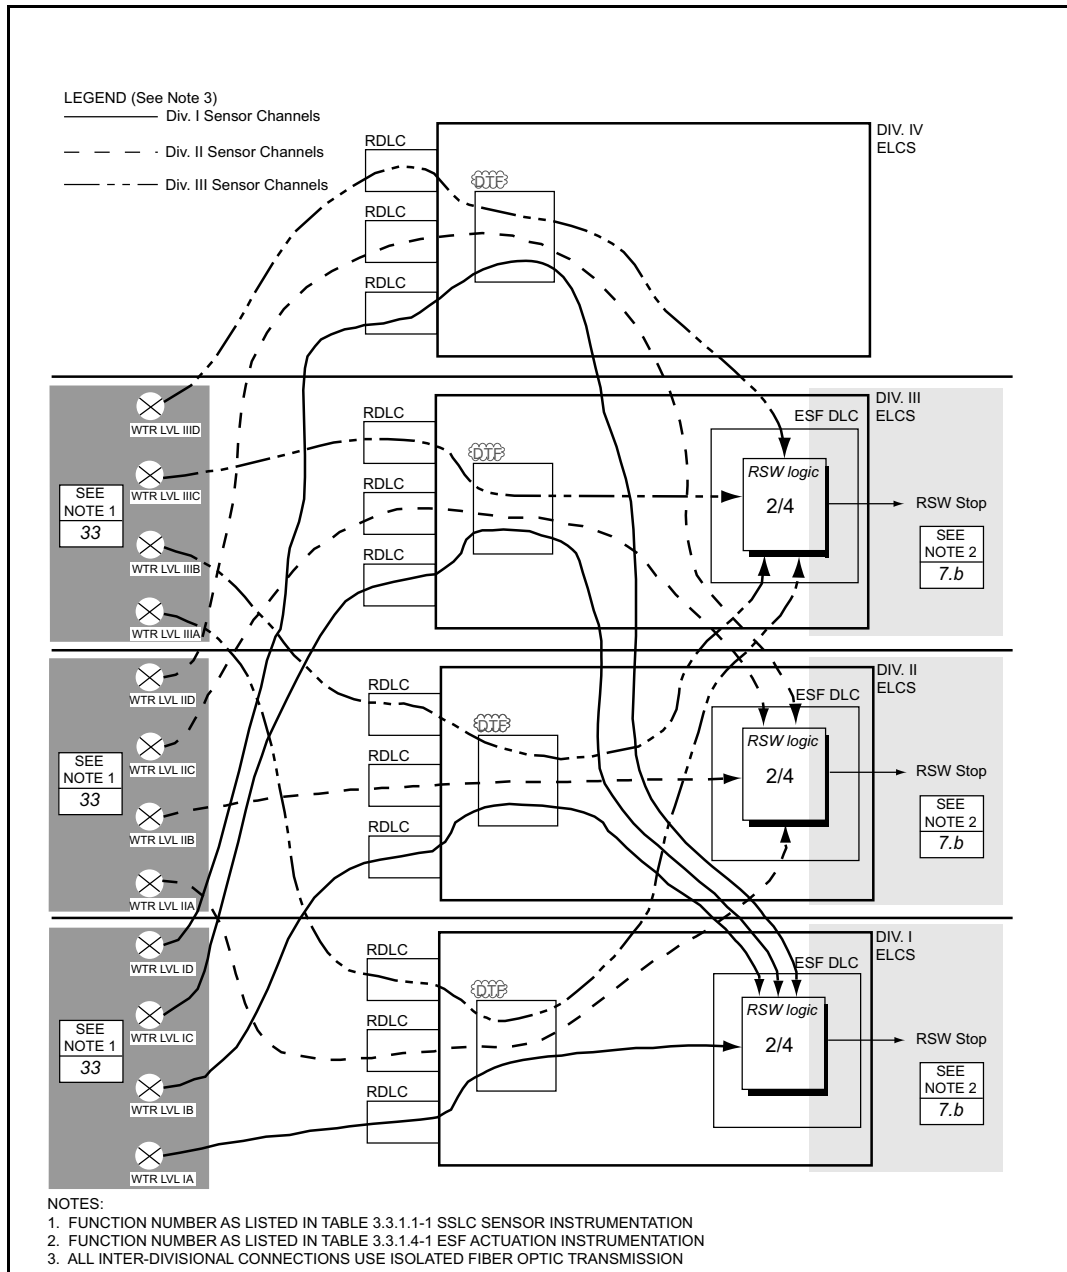 LEGEND (See Note 3)
Div. I Sensor Channels
Div. II Sensor Channels
Div. III Sensor Channels
RDLC
RDLC
RDLC
DTF
DIV. IV
ELCS
WTR LVL IIID
WTR LVL IIIC
WTR LVL IIIB
WTR LVL IIIA
SEE
NOTE 1
33
RDLC
RDLC
RDLC
DTF
DIV. III
ELCS
ESF DLC
RSW logic
2/4
RSW Stop
SEE
NOTE 2
7.b
WTR LVL IID
WTR LVL IIC
WTR LVL IIB
WTR LVL IIA
SEE
NOTE 1
33
RDLC
RDLC
RDLC
DTF
DIV. II
ELCS
ESF DLC
RSW logic
2/4
RSW Stop
SEE
NOTE 2
7.b
WTR LVL ID
WTR LVL IC
WTR LVL IB
WTR LVL IA
SEE
NOTE 1
33
RDLC
RDLC
RDLC
DTF
DIV. I
ELCS
ESF DLC
RSW logic
2/4
RSW Stop
SEE
NOTE 2
7.b
NOTES:
1. FUNCTION NUMBER AS LISTED IN TABLE 3.3.1.1-1 SSLC SENSOR INSTRUMENTATION
2. FUNCTION NUMBER AS LISTED IN TABLE 3.3.1.4-1 ESF ACTUATION INSTRUMENTATION
3. ALL INTER-DIVISIONAL CONNECTIONS USE ISOLATED FIBER OPTIC TRANSMISSION